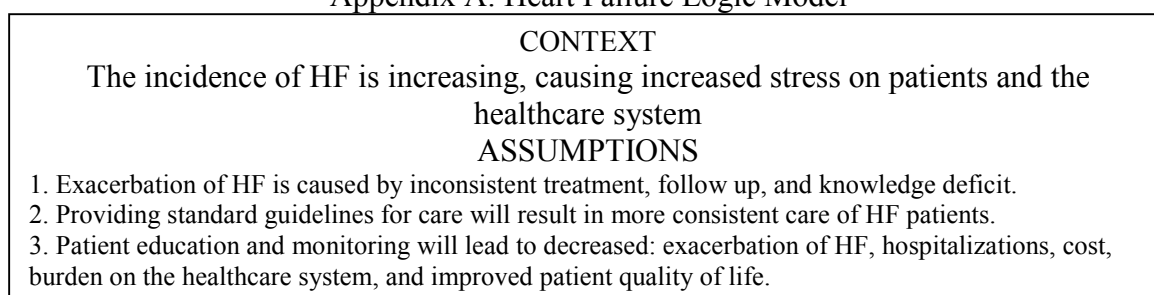 Appendix A: Heart Failure Logic Model
CONTEXT
The incidence of HF is increasing, causing increased stress on patients and the
healthcare system
ASSUMPTIONS
1. Exacerbation of HF is caused by inconsistent treatment, follow up, and knowledge deficit.
2. Providing standard guidelines for care will result in more consistent care of HF patients.
3. Patient education and monitoring will lead to decreased: exacerbation of HF, hospitalizations, cost,
burden on the healthcare system, and improved patient quality of life.